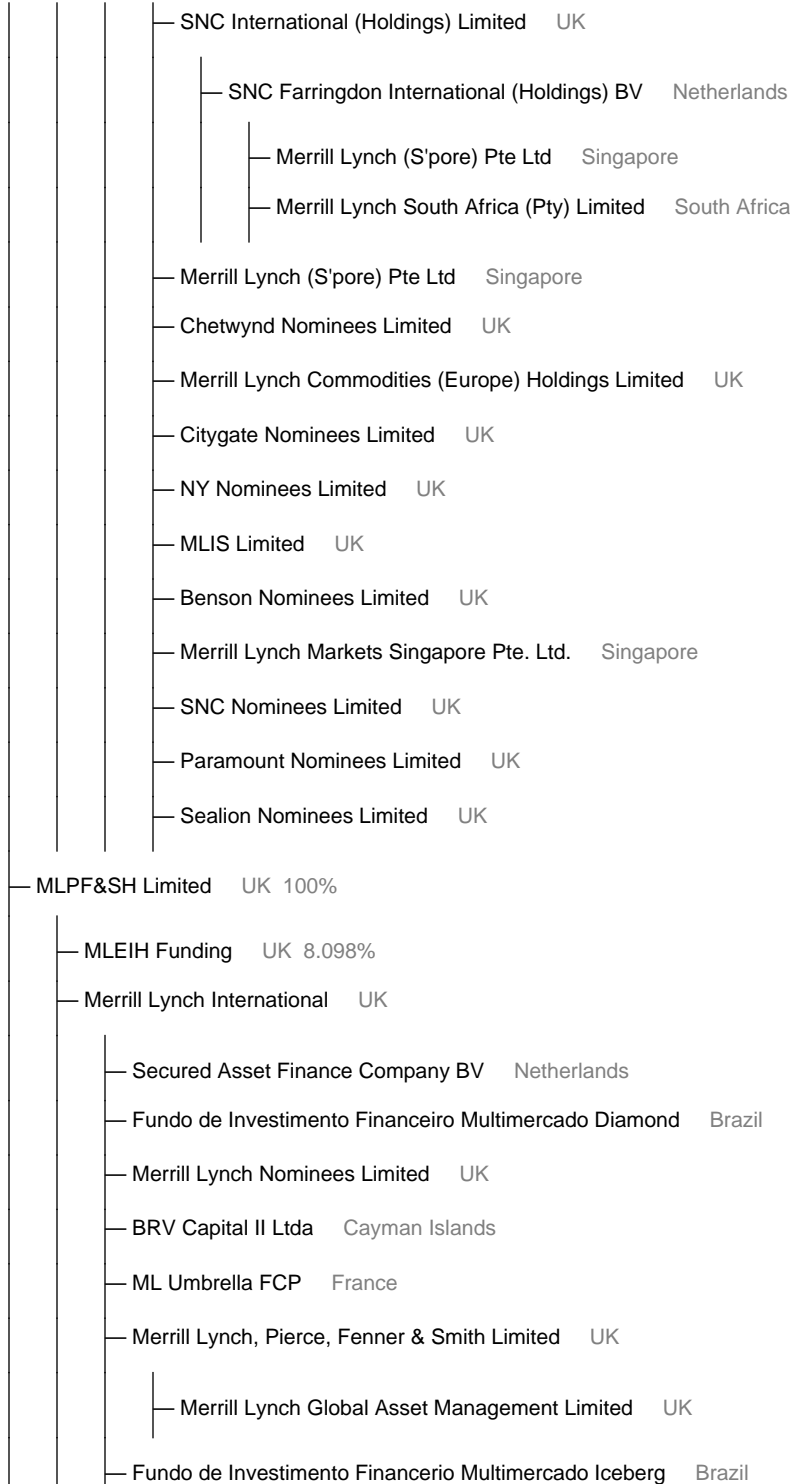 SNC International (Holdings) Limited UK
SNC Farringdon International (Holdings) BV Netherlands
Merrill Lynch (S'pore) Pte Ltd Singapore
Merrill Lynch South Africa (Pty) Limited South Africa
Merrill Lynch (S'pore) Pte Ltd Singapore
Chetwynd Nominees Limited UK
Merrill Lynch Commodities (Europe) Holdings Limited UK
Citygate Nominees Limited UK
NY Nominees Limited UK
MLIS Limited UK
Benson Nominees Limited UK
Merrill Lynch Markets Singapore Pte. Ltd. Singapore
SNC Nominees Limited UK
Paramount Nominees Limited UK
Sealion Nominees Limited UK
MLPF&SH Limited UK 100%
MLEIH Funding UK 8.098%
Merrill Lynch International UK
Secured Asset Finance Company BV Netherlands
Fundo de Investimento Financeiro Multimercado Diamond Brazil
Merrill Lynch Nominees Limited UK
BRV Capital II Ltda Cayman Islands
ML Umbrella FCP France
Merrill Lynch, Pierce, Fenner & Smith Limited UK
Merrill Lynch Global Asset Management Limited UK
Fundo de Investimento Financerio Multimercado Iceberg Brazil